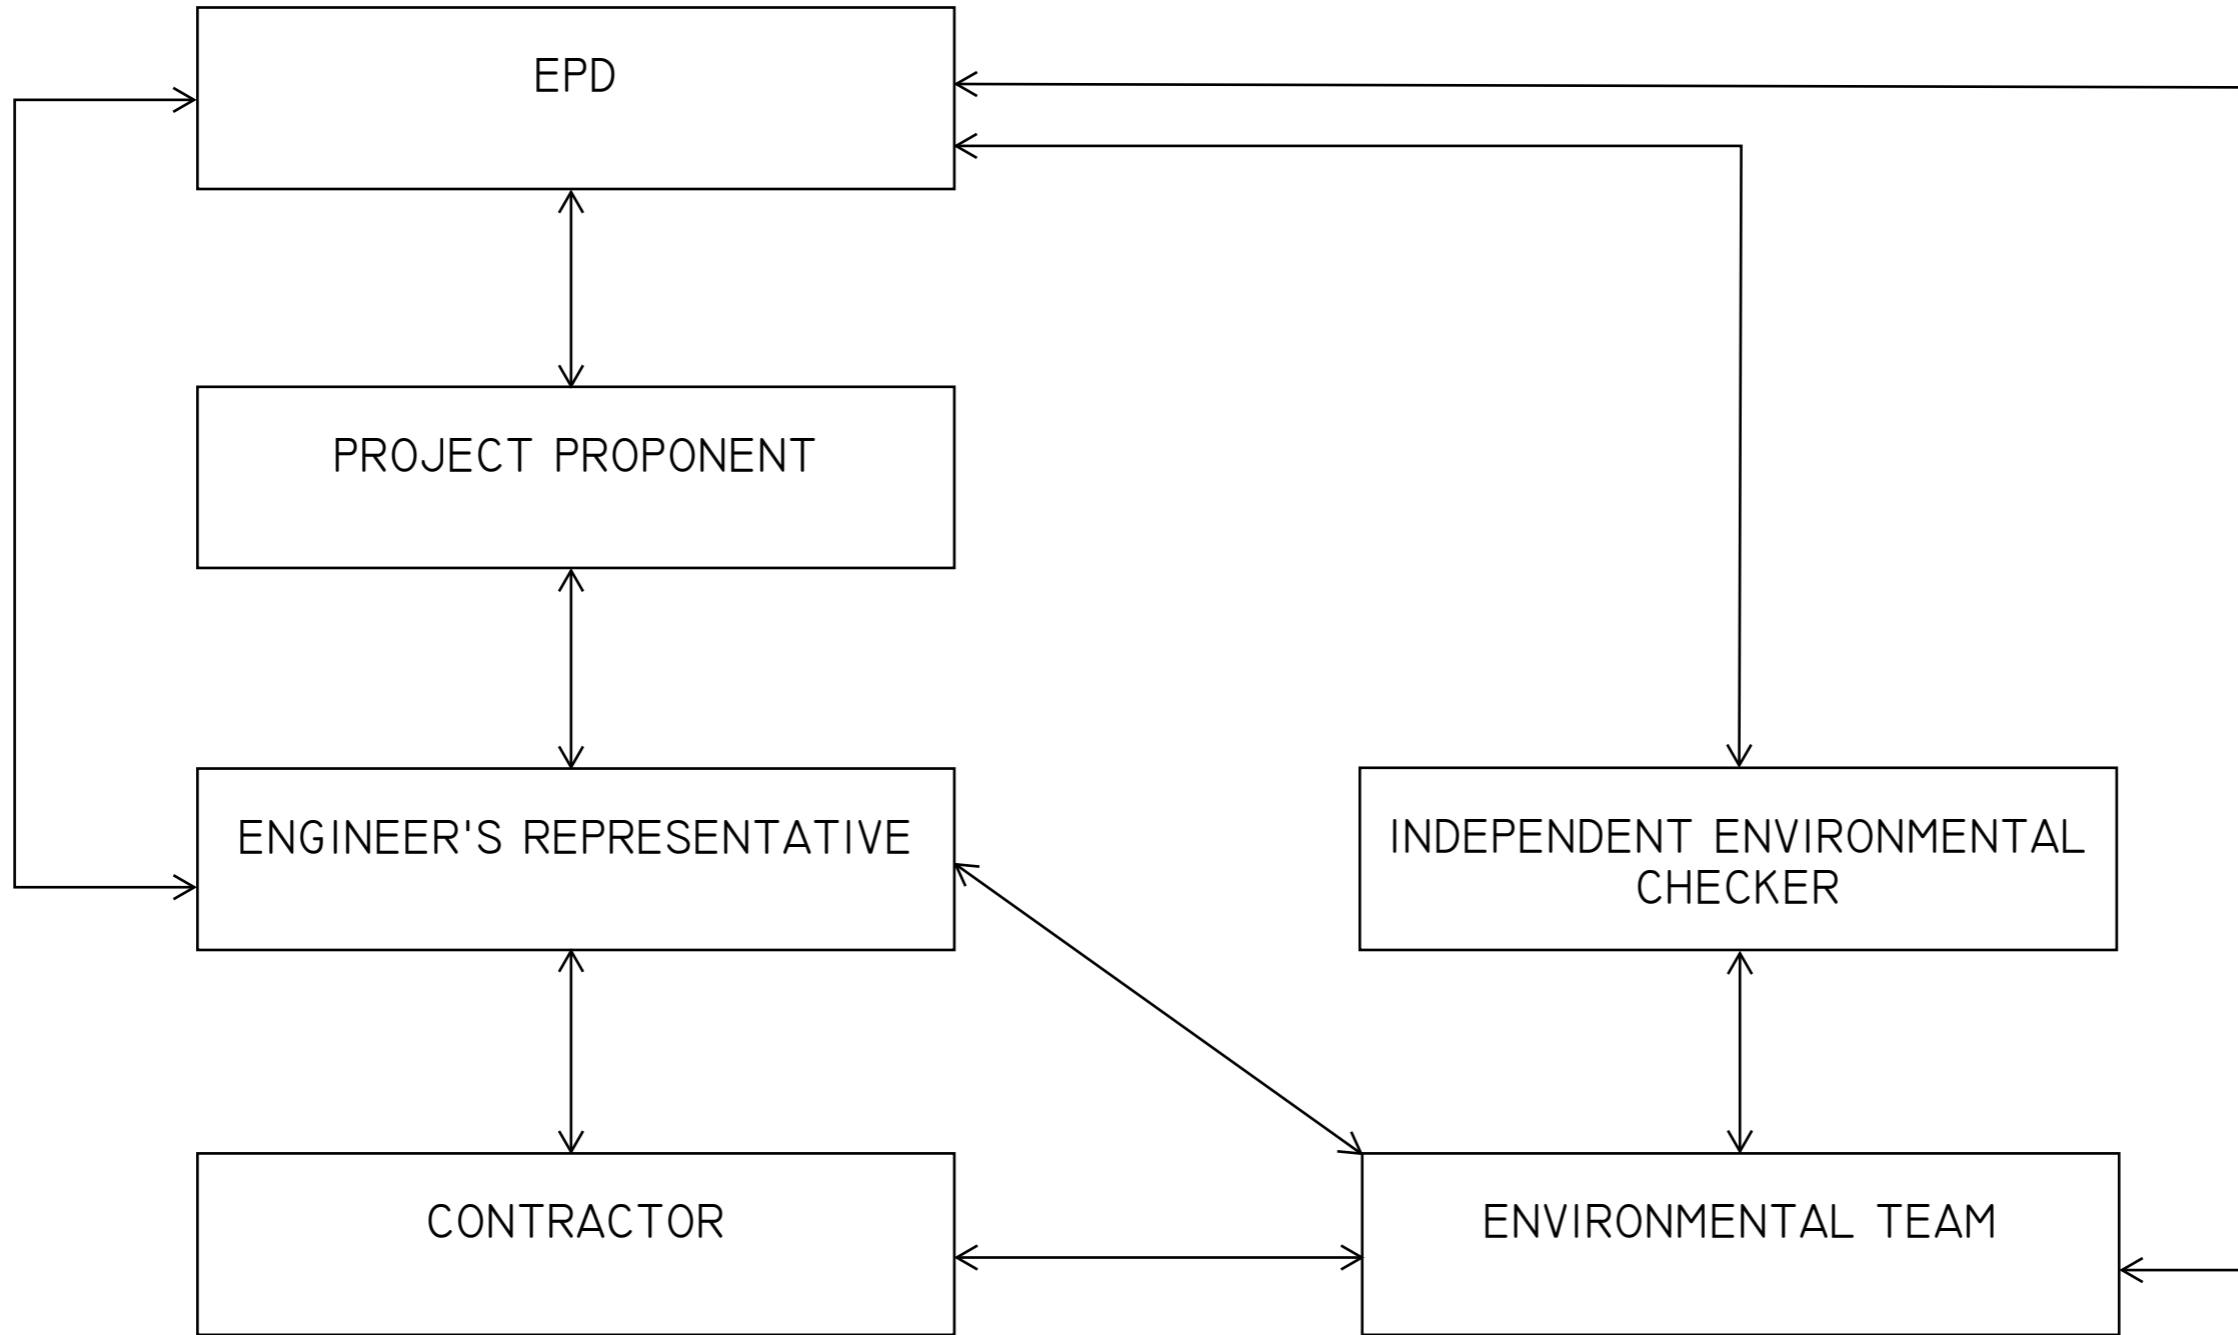 EPD
PROJECT PROPONENT
ENGINEER'S REPRESENTATIVE
INDEPENDENT ENVIRONMENTAL
CHECKER
CONTRACTOR
ENVIRONMENTAL TEAM